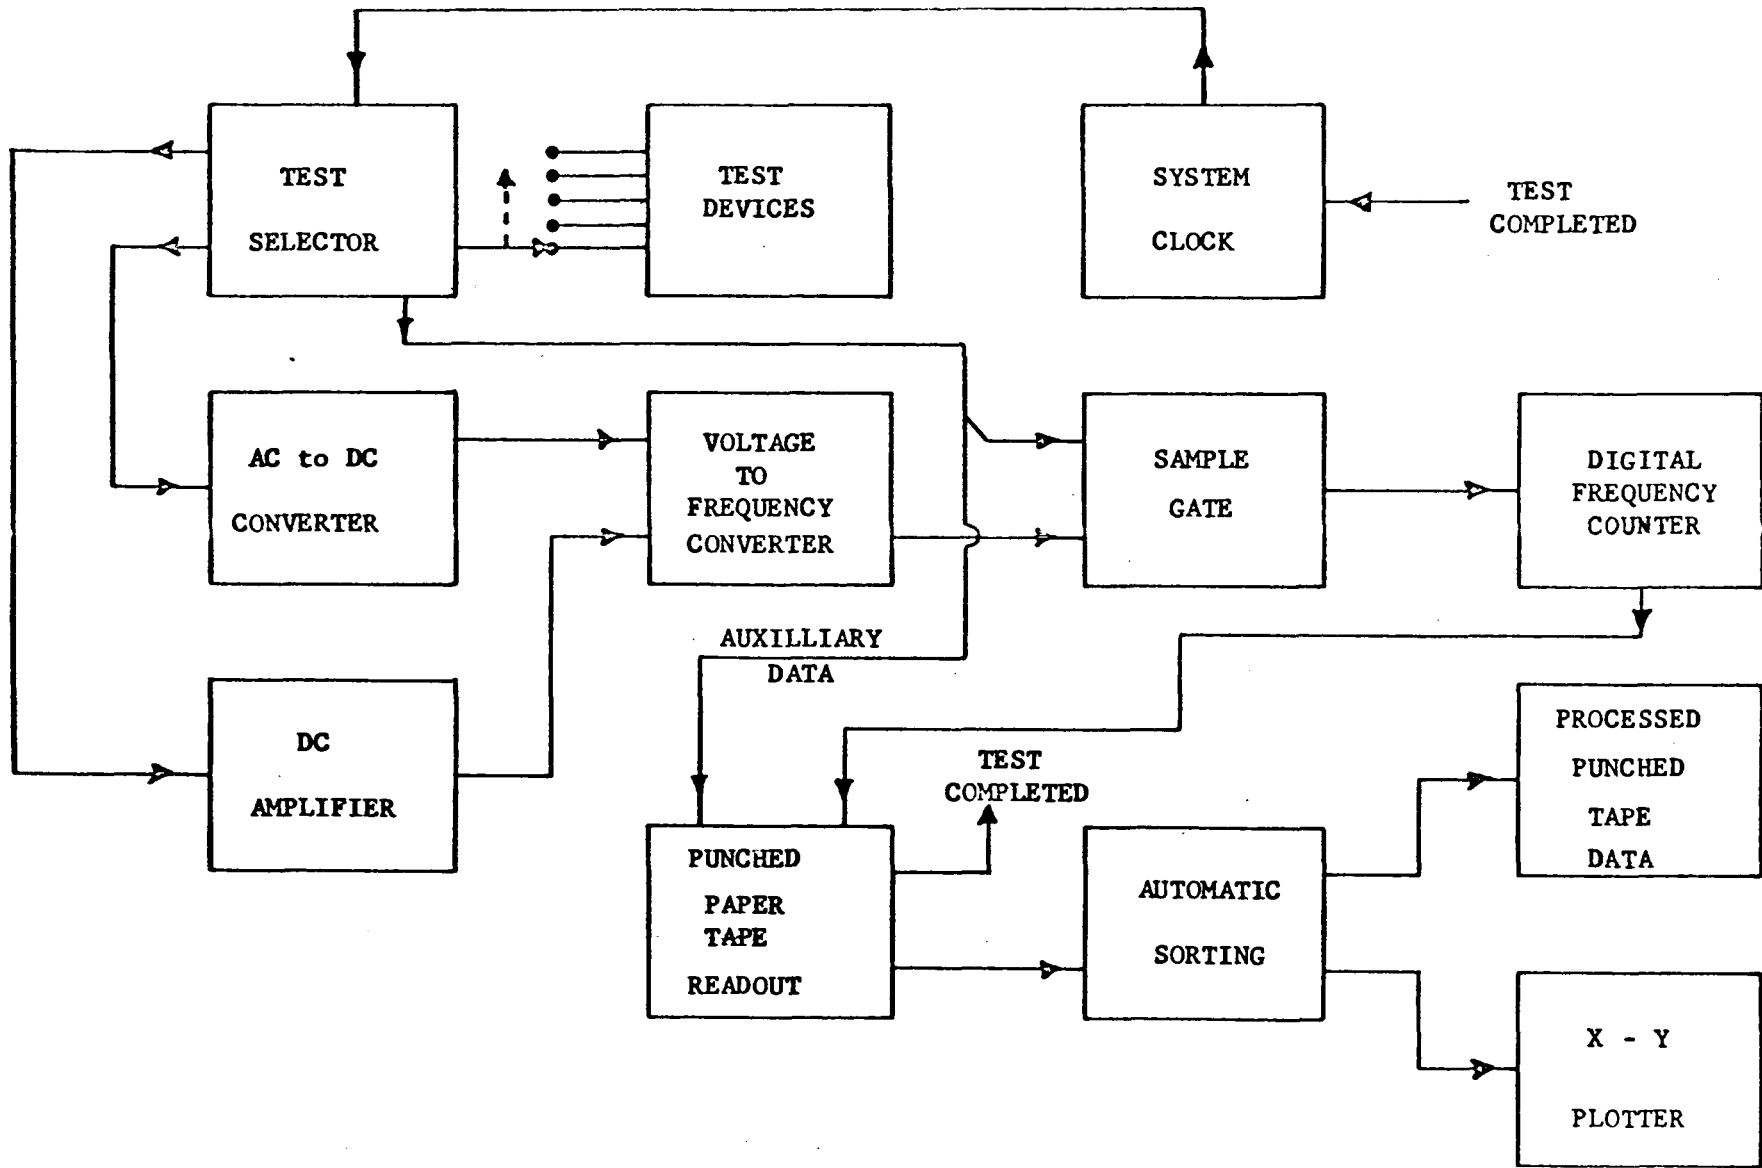 TEST
SELECTOR
TEST
DEVICES
SYSTEM
CLOCK
TEST
COMPLETED
AC to DC
CONVERTER
VOLTAGE
TO
FREQUENCY
CONVERTER
SAMPLE
GATE
DIGITAL
FREQUENCY
COUNTER
AUXILLIARY
DATA
DC
AMPLIFIER
TEST
COMPLETED
PUNCHED
PAPER
TAPE
READOUT
AUTOMATIC
SORTING
PROCESSED
PUNCHED
TAPE
DATA
X - Y
PLOTTER